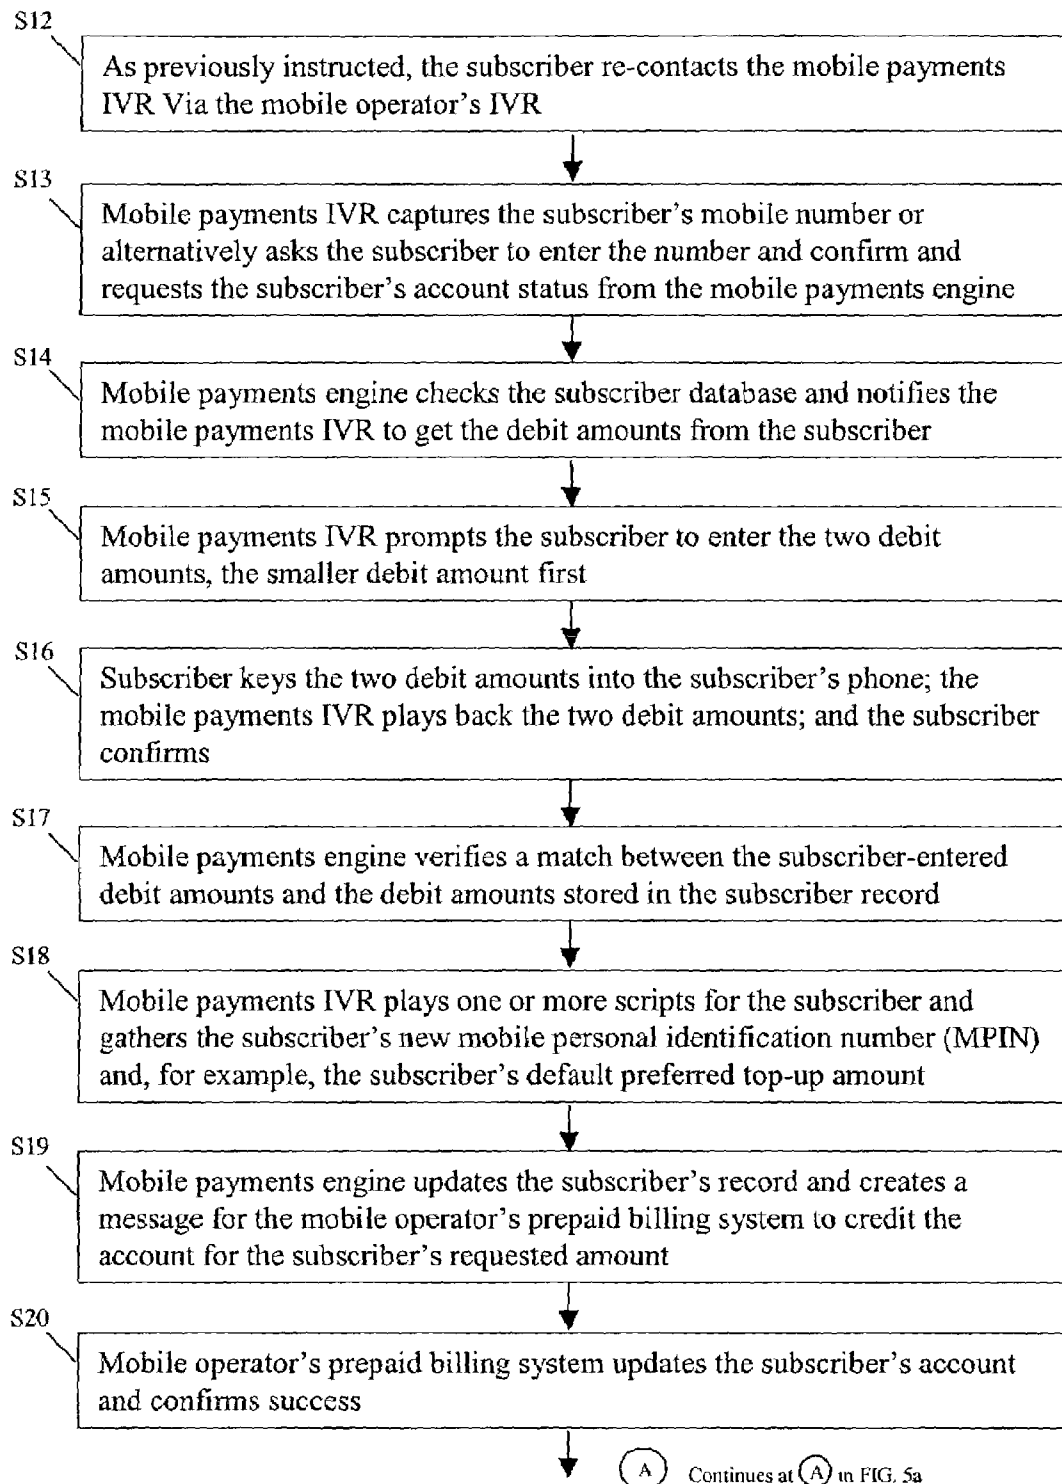 S12
As previously instructed, the subscriber re-contacts the mobile payments
IVR Via the mobile operator's IVR
S13
Mobile payments IVR captures the subscriber's mobile number or
alternatively asks the subscriber to enter the number and confirm and
requests the subscriber's account status from the mobile payments engine
S14
Mobile payments engine checks the subscriber database and notifies the
mobile payments IVR to get the debit amounts from the subscriber
S15
Mobile payments IVR prompts the subscriber to enter the two debit
amounts, the smaller debit amount first
S16
Subscriber keys the two debit amounts into the subscriber's phone; the
mobile payments IVR plays back the two debit amounts; and the subscriber
confirms
S17
Mobile payments engine verifies a match between the subscriber-entered
debit amounts and the debit amounts stored in the subscriber record
S18
Mobile payments IVR plays one or more scripts for the subscriber and
gathers the subscriber's new mobile personal identification number (MPIN)
and, for example, the subscriber's default preferred top-up amount
S19
Mobile payments engine updates the subscriber's record and creates a
message for the mobile operator's prepaid billing system to credit the
account for the subscriber's requested amount
S20
Mobile operator's prepaid billing system updates the subscriber's account
and confirms success
A Continues at A in FIG. 5a